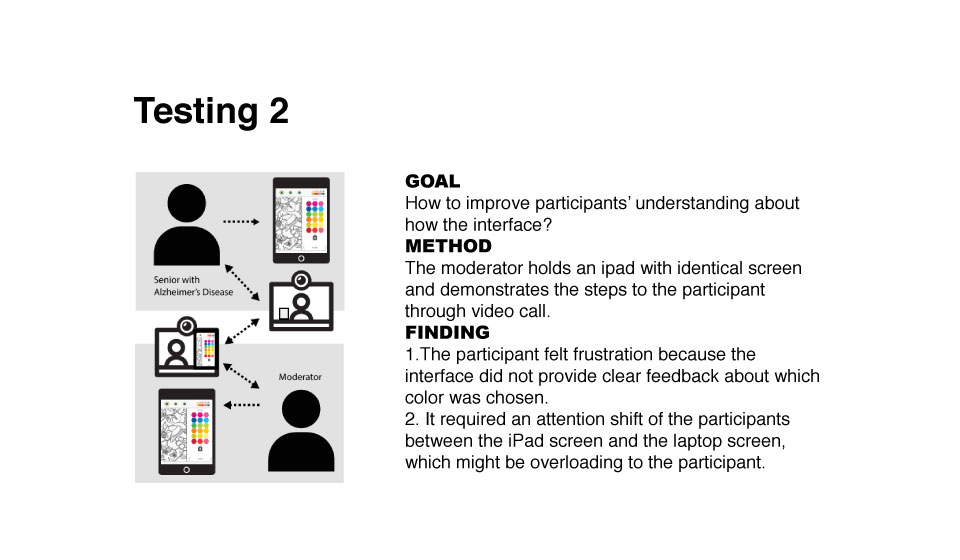 Testing 2
Senior with
Alzheimer's Disease
Moderator
GOAL
How to improve participants' understanding about
how the interface?
METHOD
The moderator holds an ipad with identical screen
and demonstrates the steps to the participant
through video call.
FINDING
1.The participant felt frustration because the
interface did not provide clear feedback about which
color was chosen.
2. It required an attention shift of the participants
between the iPad screen and the laptop screen,
which might be overloading to the participant.